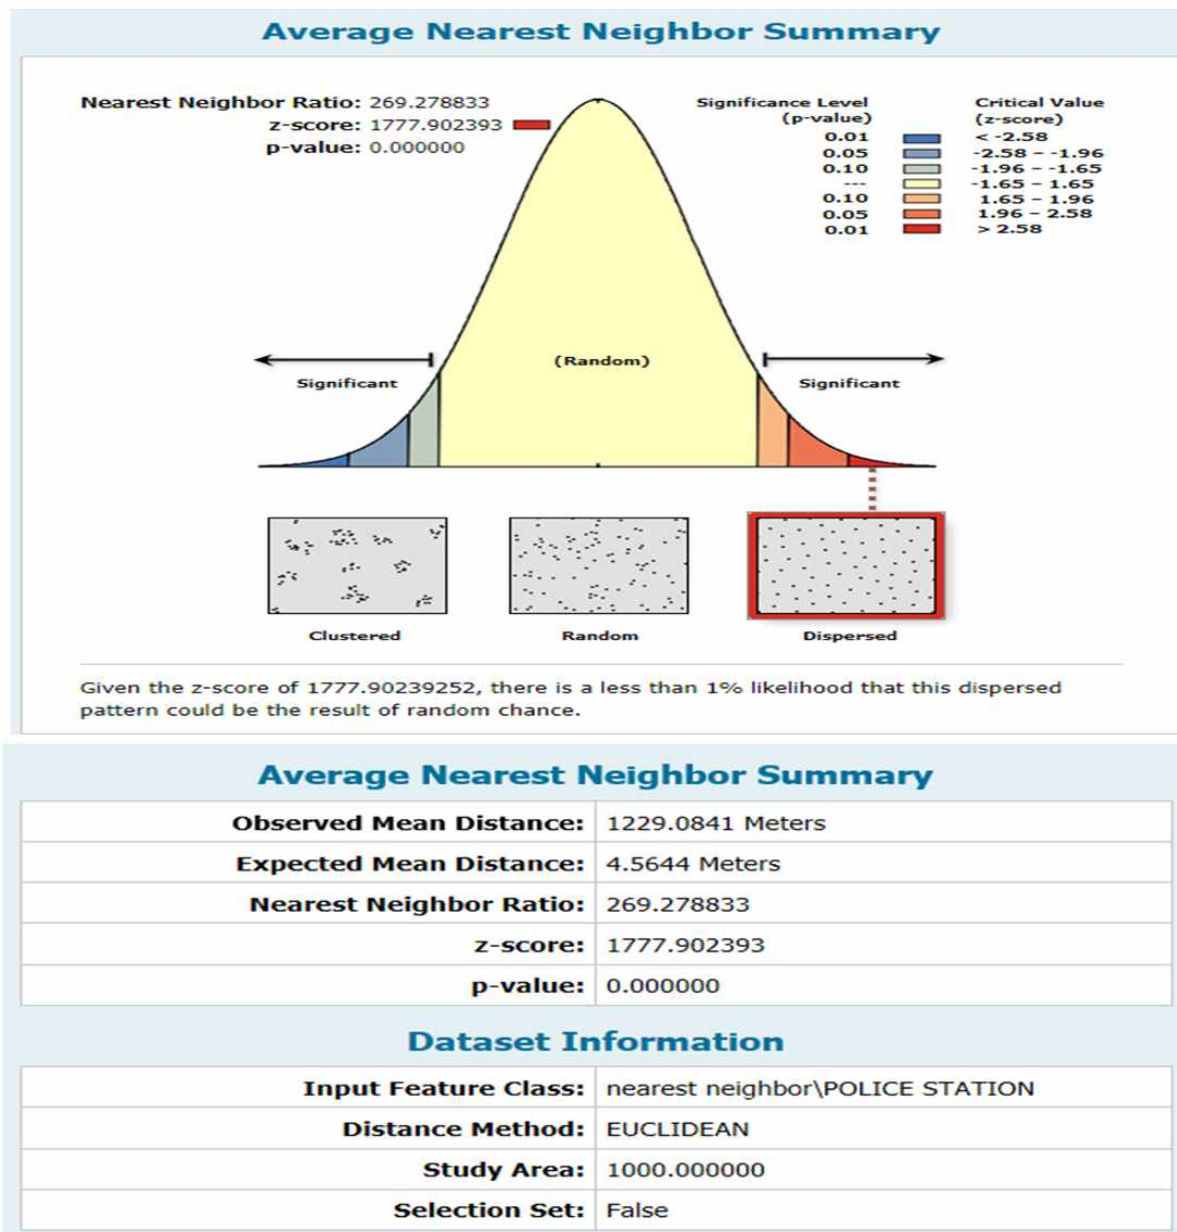 Average Nearest Neighbor Summary
Nearest Neighbor Ratio: 269.278833
z-score: 1777.902393
p-value: 0.000000
Significance Level (p-value) Critical Value (z-score)
0.01 < -2.58
0.05 -2.58 – -1.96
0.10 -1.96 – -1.65
--- -1.65 – 1.65
0.10 1.65 – 1.96
0.05 1.96 – 2.58
0.01 > 2.58
(Random)
Significant Significant
Clustered Random Dispersed
Given the z-score of 1777.90239252, there is a less than 1% likelihood that this dispersed
pattern could be the result of random chance.
Average Nearest Neighbor Summary
Observed Mean Distance: 1229.0841 Meters
Expected Mean Distance: 4.5644 Meters
Nearest Neighbor Ratio: 269.278833
z-score: 1777.902393
p-value: 0.000000
Dataset Information
Input Feature Class: nearest neighbor\POLICE STATION
Distance Method: EUCLIDEAN
Study Area: 1000.000000
Selection Set: False